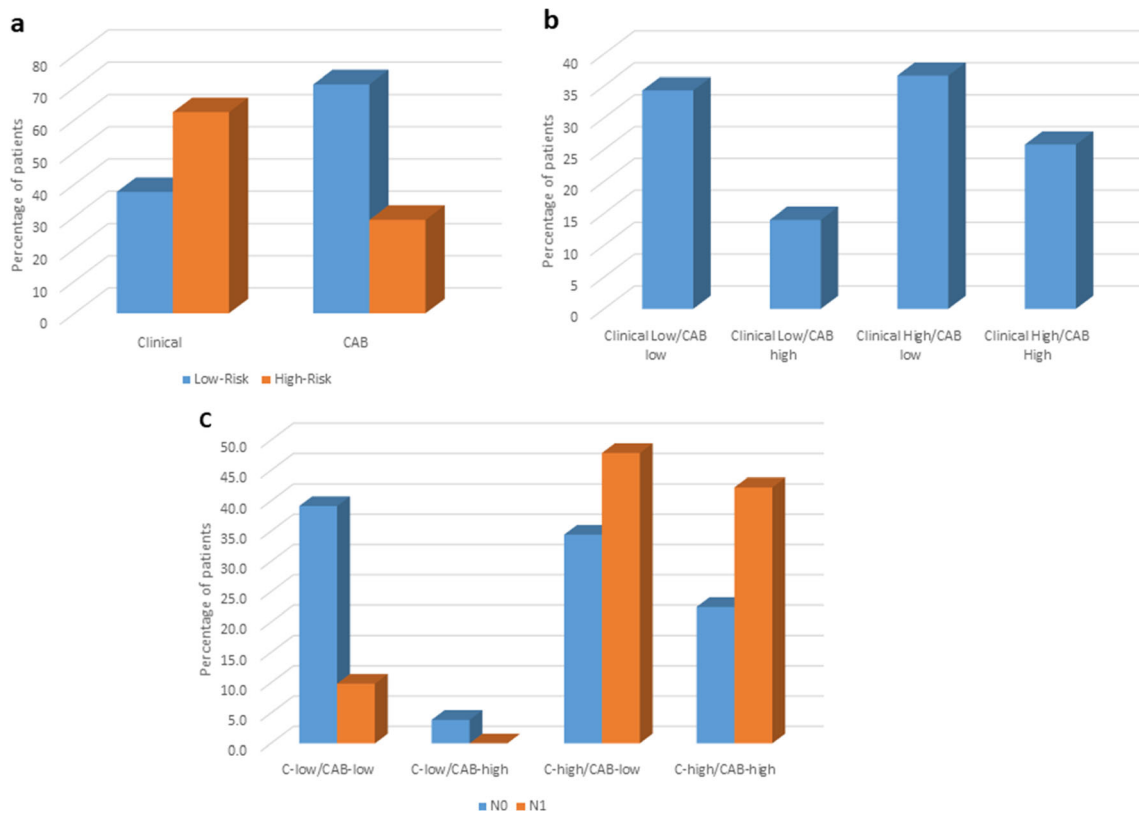 a
Percentage of patients
80
70
60
50
40
30
20
10
0
Clinical
CAB
Low-Risk
High-Risk
b
Percentage of patients
40
35
30
25
20
15
10
5
0
Clinical Low/CAB
low
Clinical Low/CAB
high
Clinical High/CAB
low
Clinical High/CAB
High
c
Percentage of patients
50.0
45.0
40.0
35.0
30.0
25.0
20.0
15.0
10.0
5.0
0.0
C-low/CAB-low
C-low/CAB-high
C-high/CAB-low
C-high/CAB-high
N0
N1